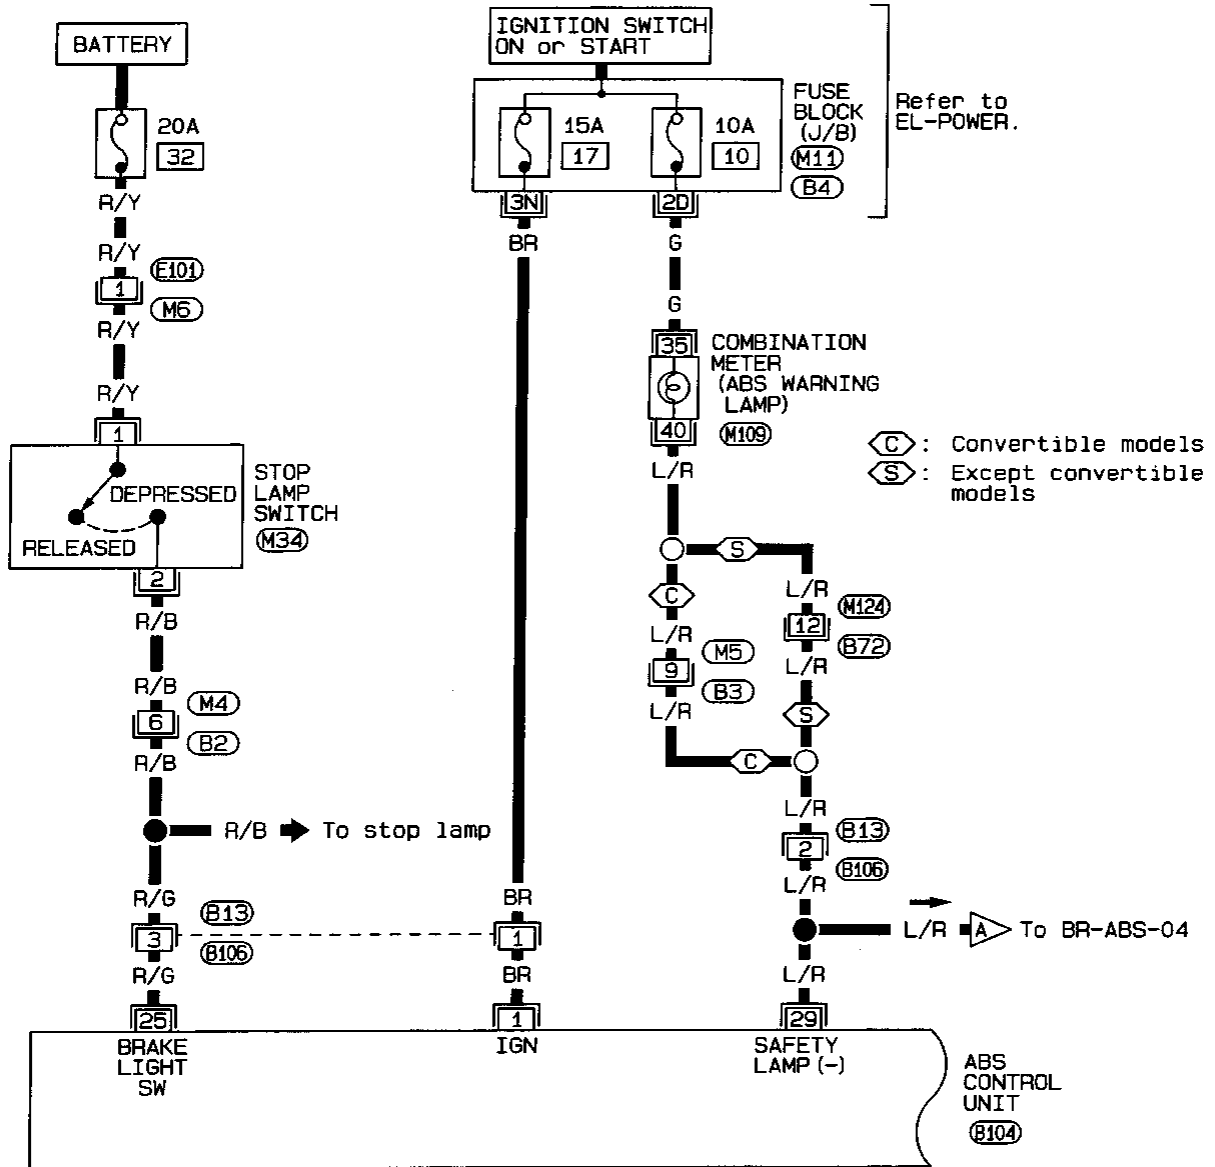 BATTERY
20A
32
R/Y
R/Y
1
E101
M6
R/Y
R/Y
1
DEPRESSED
RELEASED
STOP
LAMP
SWITCH
M34
2
R/B
R/B
6
M4
B2
R/B
R/B
To stop lamp
R/G
3
B13
B106
R/G
25
BRAKE
LIGHT
SW
IGNITION SWITCH
ON or START
15A
17
10A
10
FUSE
BLOCK
(J/B)
M11
B4
Refer to
EL-POWER.
3N
BR
BR
1
BR
1
IGN
2D
G
G
35
COMBINATION
METER
(ABS WARNING
LAMP)
M109
40
L/R
C: Convertible models
S: Except convertible
models
S
L/R
12
M124
B72
L/R
S
C
L/R
9
M5
B3
L/R
C
L/R
2
B13
B106
L/R
L/R
A
To BR-ABS-04
L/R
29
SAFETY
LAMP(-)
ABS
CONTROL
UNIT
B104